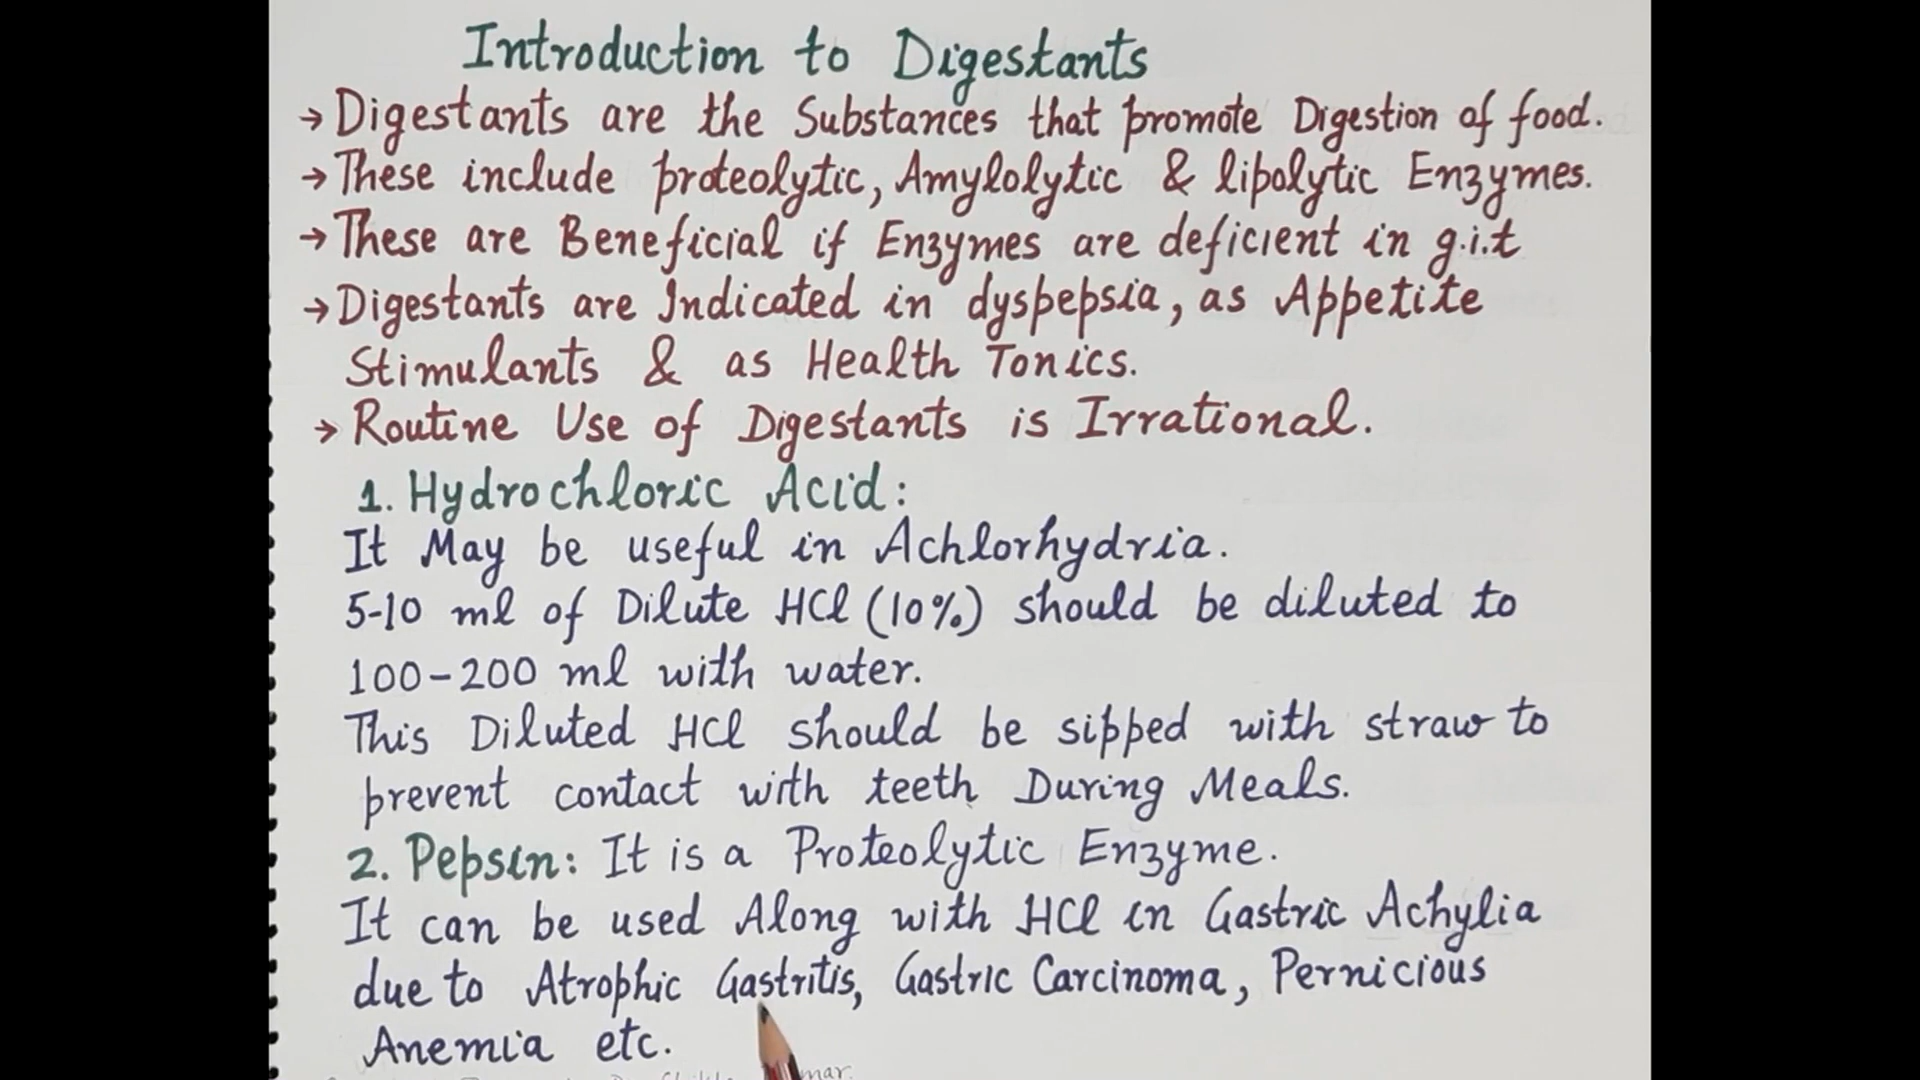 Introduction to Digestants
→ Digestants are the Substances that promote Digestion of food.
→ These include proteolytic, Amylolytic & lipolytic Enzymes.
→ These are Beneficial if Enzymes are deficient in g.i.t
→ Digestants are Indicated in dyspepsia, as Appetite
Stimulants & as Health Tonics.
→ Routine Use of Digestants is Irrational.
1. Hydrochloric Acid:
It May be useful in Achlorhydria.
5-10 ml of Dilute HCl (10%) should be diluted to
100-200 ml with water.
This Diluted HCl should be sipped with straw to
prevent contact with teeth During Meals.
2. Pepsin: It is a Proteolytic Enzyme.
It can be used Along with HCl in Gastric Achylia
due to Atrophic Gastritis, Gastric Carcinoma, Pernicious
Anemia etc.